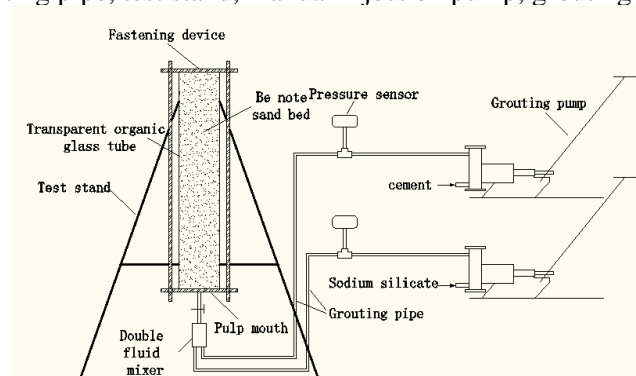 Fastening device
Be note
sand bed
Pressure sensor
Grouting pump
Transparent organic
glass tube
Test stand
cement
Sodium silicate
Grouting pipe
Pulp mouth
Double
fluid
mixer